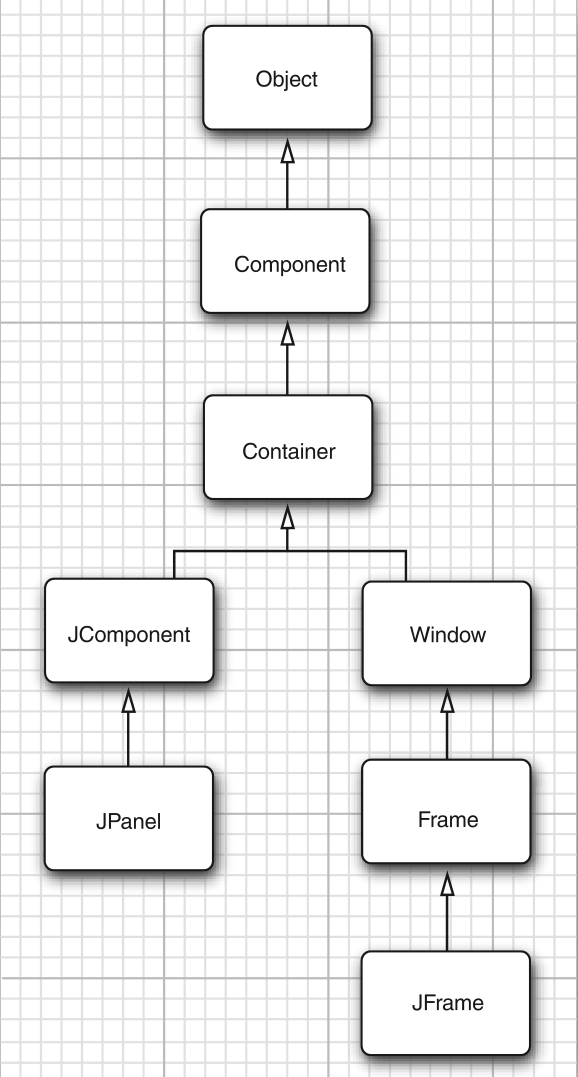 Object
Component
Container
JComponent
Window
JPanel
Frame
JFrame